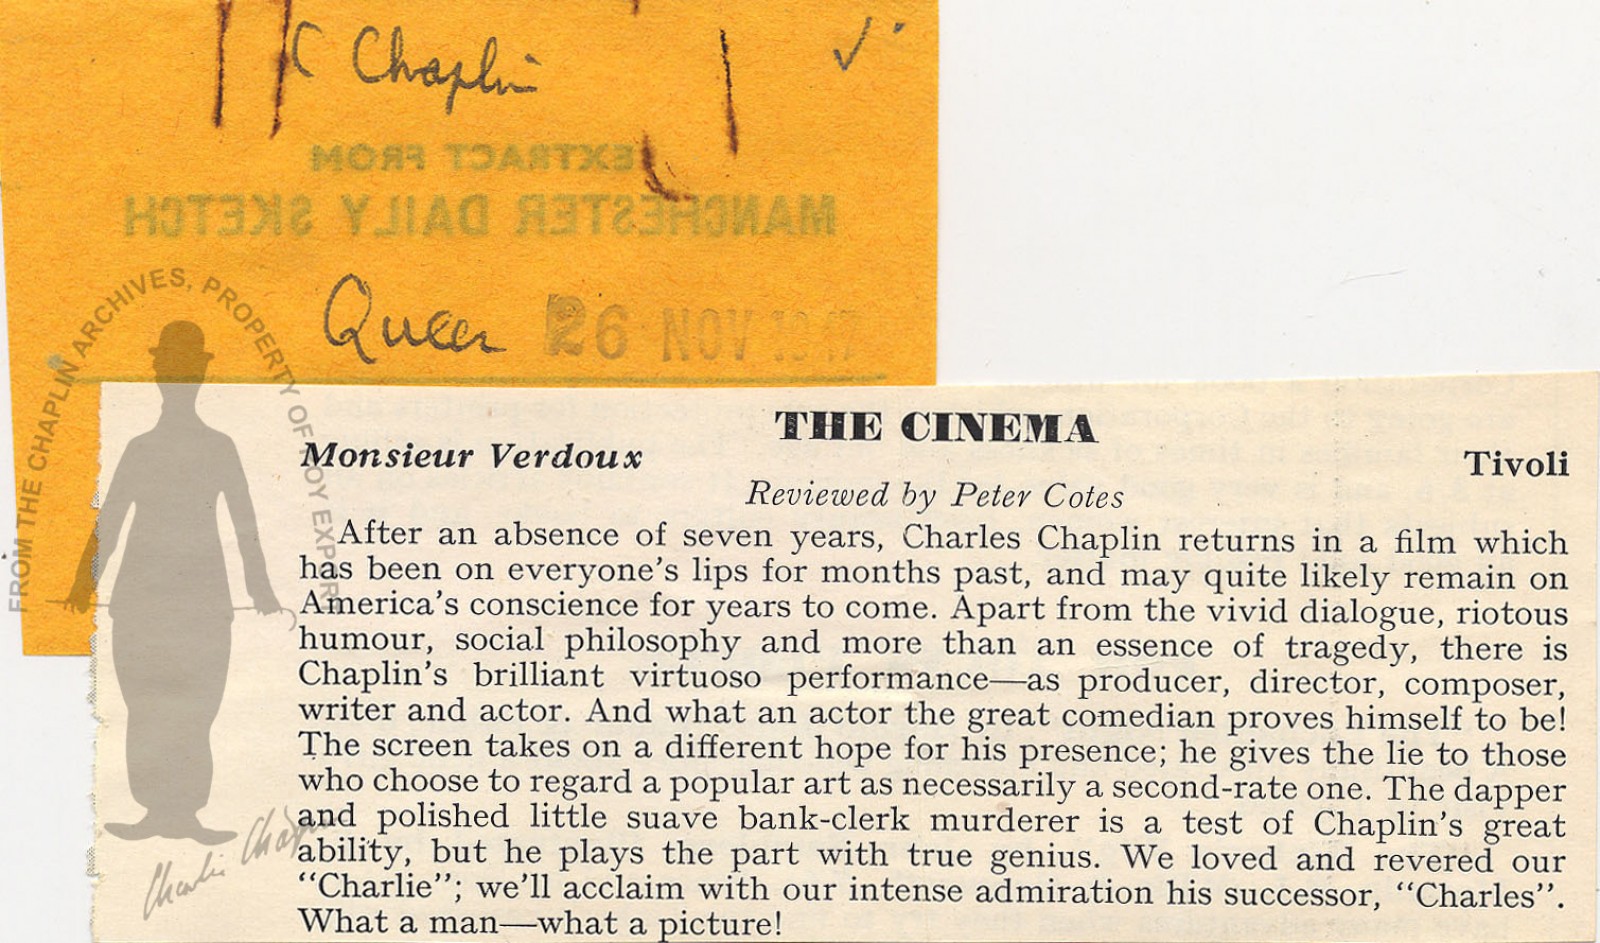 C Chaplin
EXTRACT FROM
MANCHESTER DAILY SKETCH
Queen 26 NOV 1947
FROM THE CHAPLIN ARCHIVES, PROPERTY OF ROY EXPORT
THE CINEMA
Monsieur Verdoux Tivoli
Reviewed by Peter Cotes
After an absence of seven years, Charles Chaplin returns in a film which
has been on everyone’s lips for months past, and may quite likely remain on
America’s conscience for years to come. Apart from the vivid dialogue, riotous
humour, social philosophy and more than an essence of tragedy, there is
Chaplin’s brilliant virtuoso performance—as producer, director, composer,
writer and actor. And what an actor the great comedian proves himself to be!
The screen takes on a different hope for his presence; he gives the lie to those
who choose to regard a popular art as necessarily a second-rate one. The dapper
and polished little suave bank-clerk murderer is a test of Chaplin’s great
ability, but he plays the part with true genius. We loved and revered our
“Charlie”; we’ll acclaim with our intense admiration his successor, “Charles”.
What a man—what a picture!
Charlie Chaplin